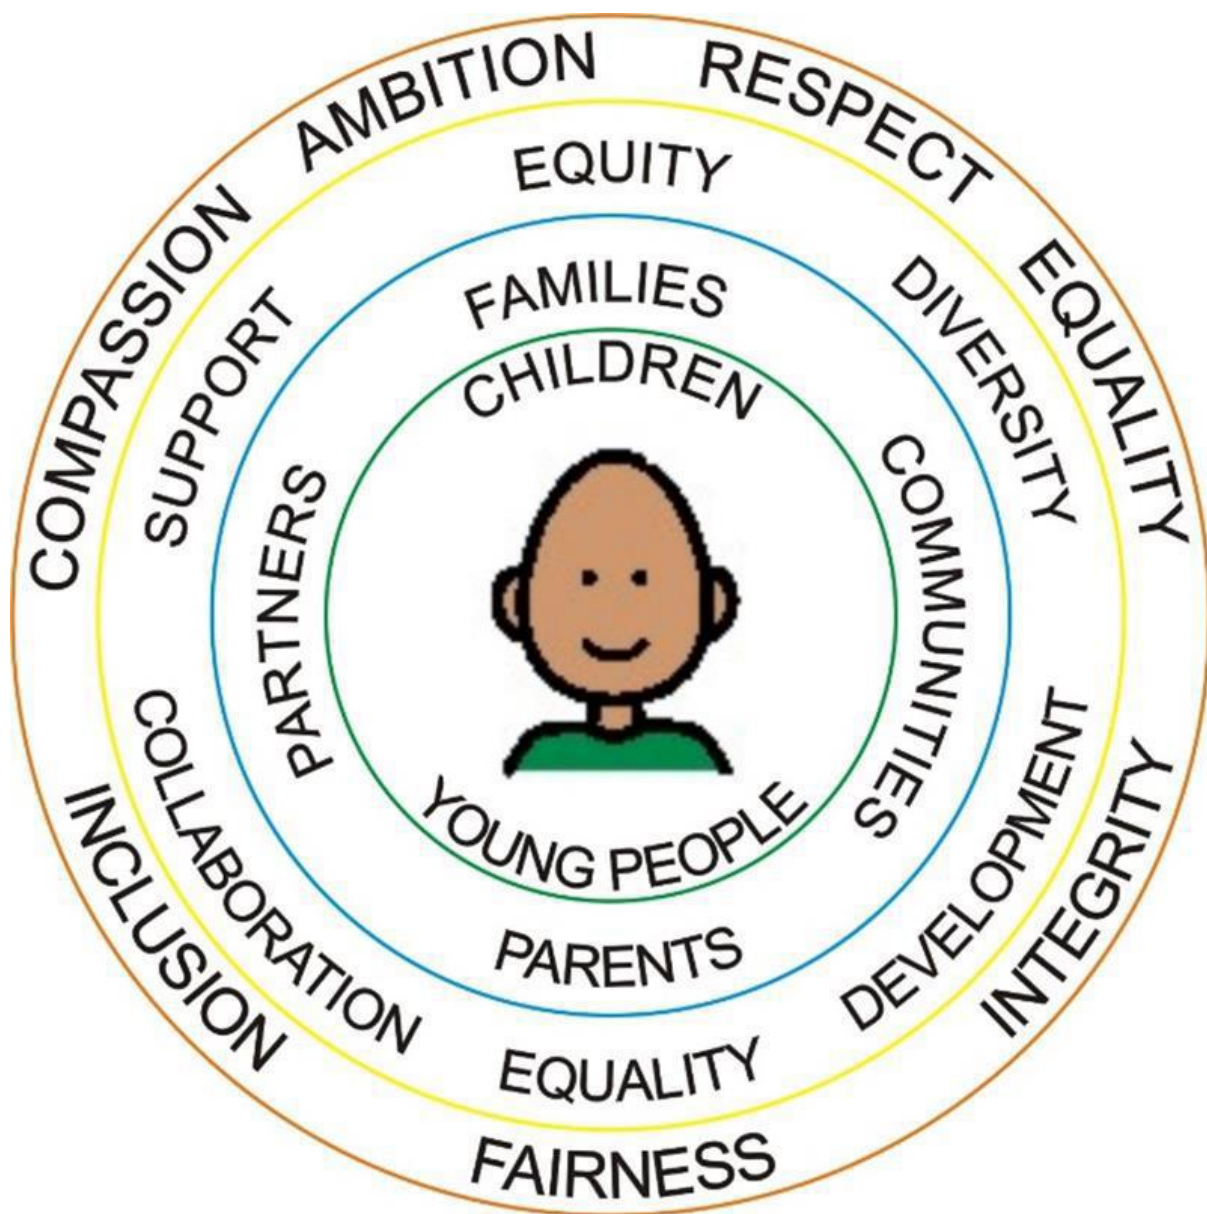 COMPASSION
AMBITION
RESPECT
EQUALITY
INTEGRITY
FAIRNESS
INCLUSION
SUPPORT
EQUITY
DIVERSITY
DEVELOPMENT
EQUALITY
COLLABORATION
PARTNERS
FAMILIES
COMMUNITIES
PARENTS
CHILDREN
YOUNG PEOPLE